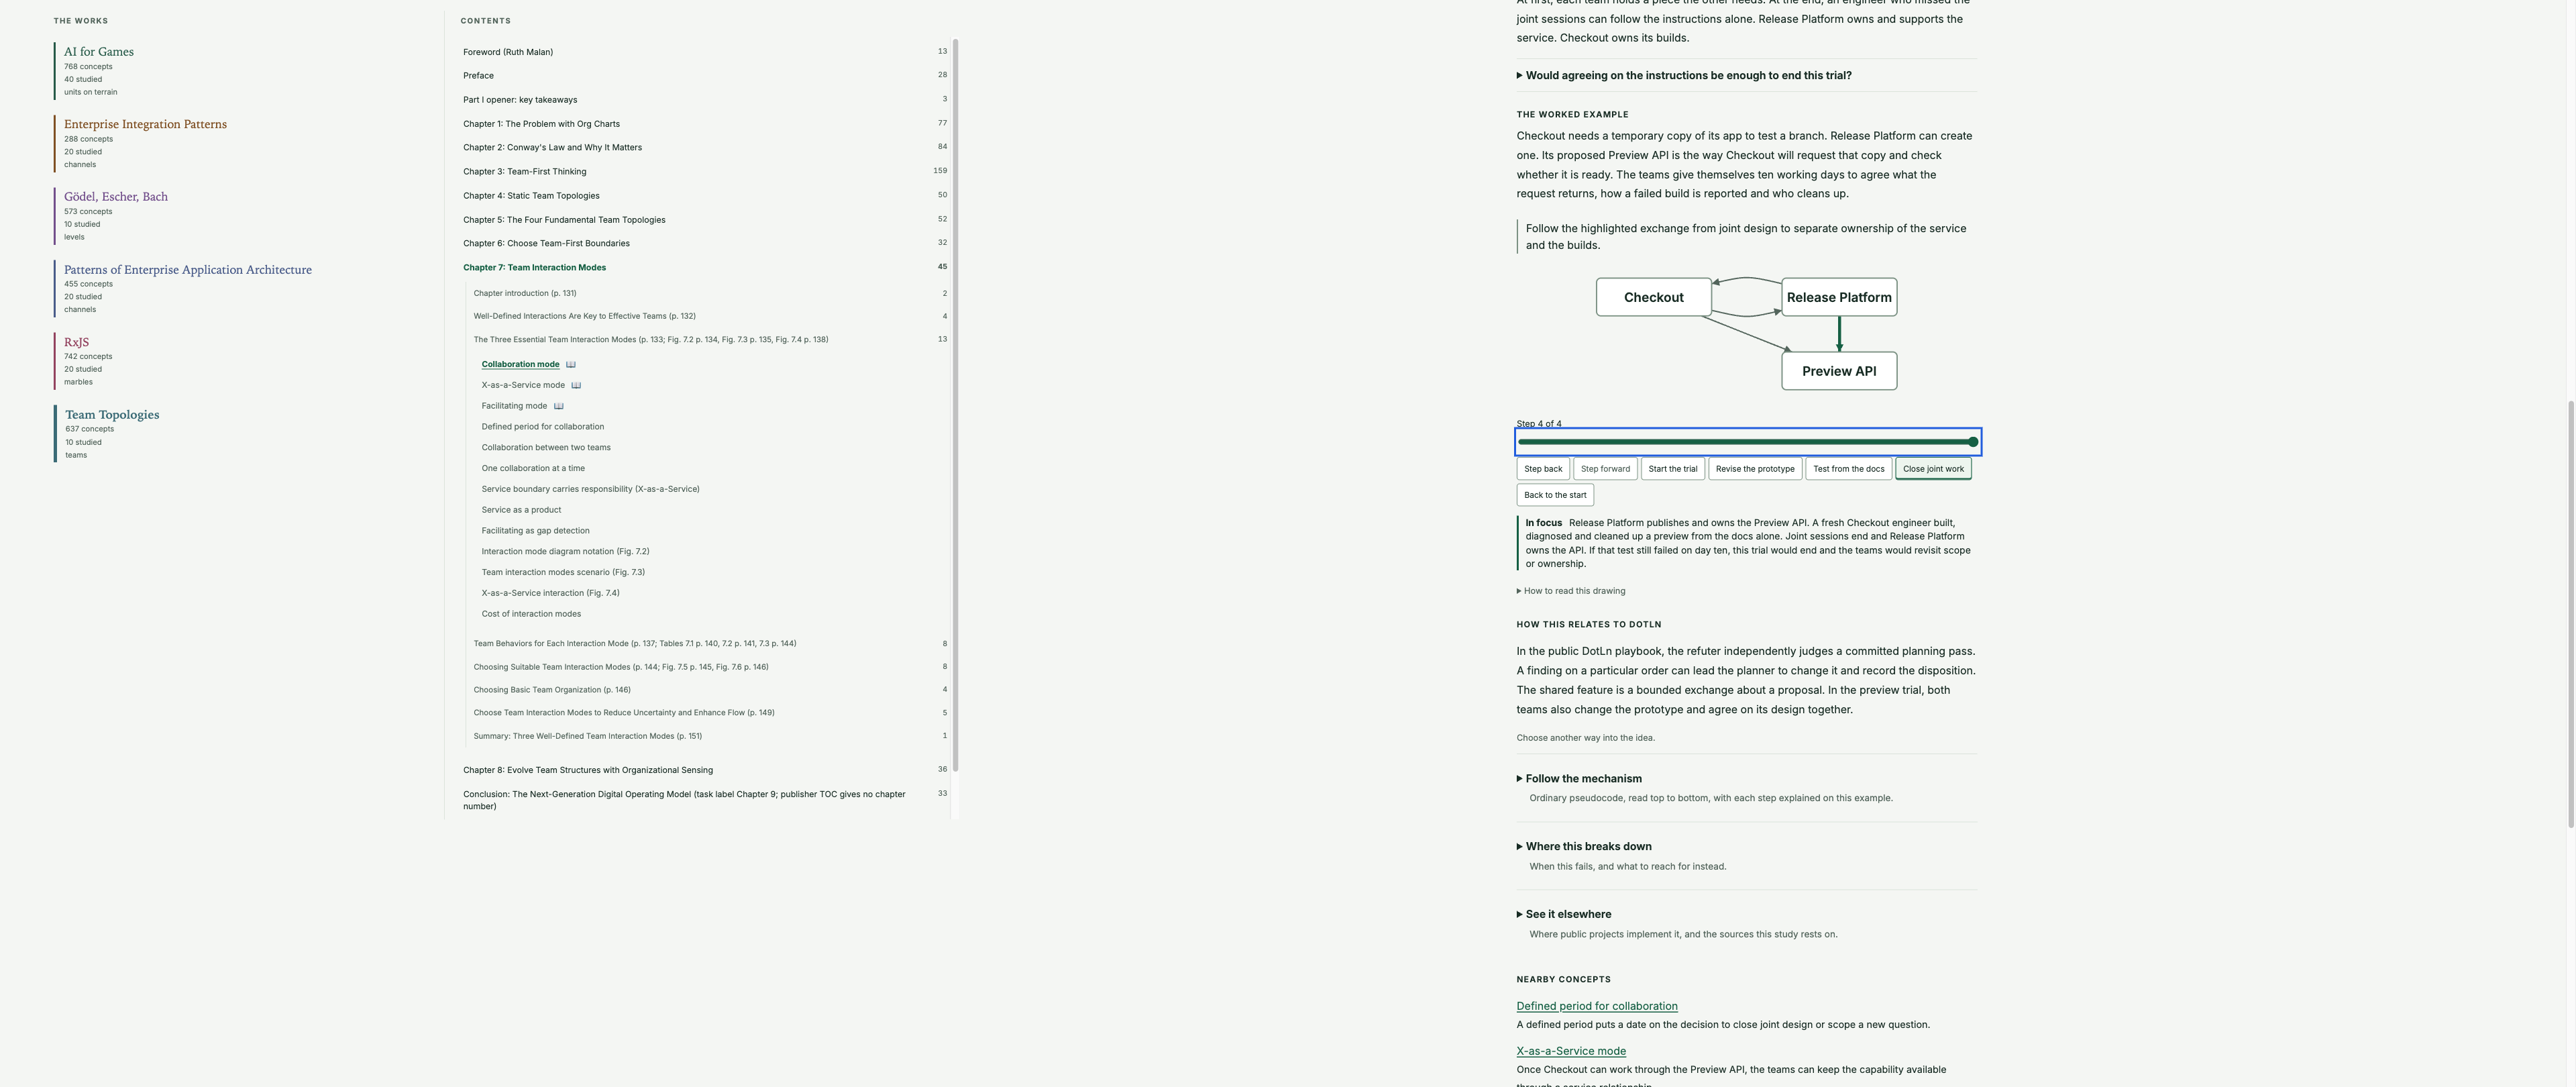 THE WORKS
AI for Games
768 concepts
40 studied
units on terrain
Enterprise Integration Patterns
288 concepts
20 studied
channels
Gödel, Escher, Bach
573 concepts
10 studied
levels
Patterns of Enterprise Application Architecture
455 concepts
20 studied
channels
RxJS
742 concepts
20 studied
marbles
Team Topologies
637 concepts
10 studied
teams
CONTENTS
Foreword (Ruth Malan) 13
Preface 28
Part I opener: key takeaways 3
Chapter 1: The Problem with Org Charts 77
Chapter 2: Conway's Law and Why It Matters 84
Chapter 3: Team-First Thinking 159
Chapter 4: Static Team Topologies 50
Chapter 5: The Four Fundamental Team Topologies 52
Chapter 6: Choose Team-First Boundaries 32
Chapter 7: Team Interaction Modes 45
Chapter introduction (p. 131) 2
Well-Defined Interactions Are Key to Effective Teams (p. 132) 4
The Three Essential Team Interaction Modes (p. 133; Fig. 7.2 p. 134, Fig. 7.3 p. 135, Fig. 7.4 p. 138) 13
Collaboration mode
X-as-a-Service mode
Facilitating mode
Defined period for collaboration
Collaboration between two teams
One collaboration at a time
Service boundary carries responsibility (X-as-a-Service)
Service as a product
Facilitating as gap detection
Interaction mode diagram notation (Fig. 7.2)
Team interaction modes scenario (Fig. 7.3)
X-as-a-Service interaction (Fig. 7.4)
Cost of interaction modes
Team Behaviors for Each Interaction Mode (p. 137; Tables 7.1 p. 140, 7.2 p. 141, 7.3 p. 144) 8
Choosing Suitable Team Interaction Modes (p. 144; Fig. 7.5 p. 145, Fig. 7.6 p. 146) 8
Choosing Basic Team Organization (p. 146) 4
Choose Team Interaction Modes to Reduce Uncertainty and Enhance Flow (p. 149) 5
Summary: Three Well-Defined Team Interaction Modes (p. 151) 1
Chapter 8: Evolve Team Structures with Organizational Sensing 36
Conclusion: The Next-Generation Digital Operating Model (task label Chapter 9; publisher TOC gives no chapter 33
number)
At first, each team holds a piece the other needs. At the end, an engineer who missed the
joint sessions can follow the instructions alone. Release Platform owns and supports the
service. Checkout owns its builds.
Would agreeing on the instructions be enough to end this trial?
THE WORKED EXAMPLE
Checkout needs a temporary copy of its app to test a branch. Release Platform can create
one. Its proposed Preview API is the way Checkout will request that copy and check
whether it is ready. The teams give themselves ten working days to agree what the
request returns, how a failed build is reported and who cleans up.
Follow the highlighted exchange from joint design to separate ownership of the service
and the builds.
Checkout
Release Platform
Preview API
Step 4 of 4
Step back
Step forward
Start the trial
Revise the prototype
Test from the docs
Close joint work
Back to the start
In focus Release Platform publishes and owns the Preview API. A fresh Checkout engineer built,
diagnosed and cleaned up a preview from the docs alone. Joint sessions end and Release Platform
owns the API. If that test still failed on day ten, this trial would end and the teams would revisit scope
or ownership.
How to read this drawing
HOW THIS RELATES TO DOTLN
In the public DotLn playbook, the refuter independently judges a committed planning pass.
A finding on a particular order can lead the planner to change it and record the disposition.
The shared feature is a bounded exchange about a proposal. In the preview trial, both
teams also change the prototype and agree on its design together.
Choose another way into the idea.
Follow the mechanism
Ordinary pseudocode, read top to bottom, with each step explained on this example.
Where this breaks down
When this fails, and what to reach for instead.
See it elsewhere
Where public projects implement it, and the sources this study rests on.
NEARBY CONCEPTS
Defined period for collaboration
A defined period puts a date on the decision to close joint design or scope a new question.
X-as-a-Service mode
Once Checkout can work through the Preview API, the teams can keep the capability available
through a service relationship.